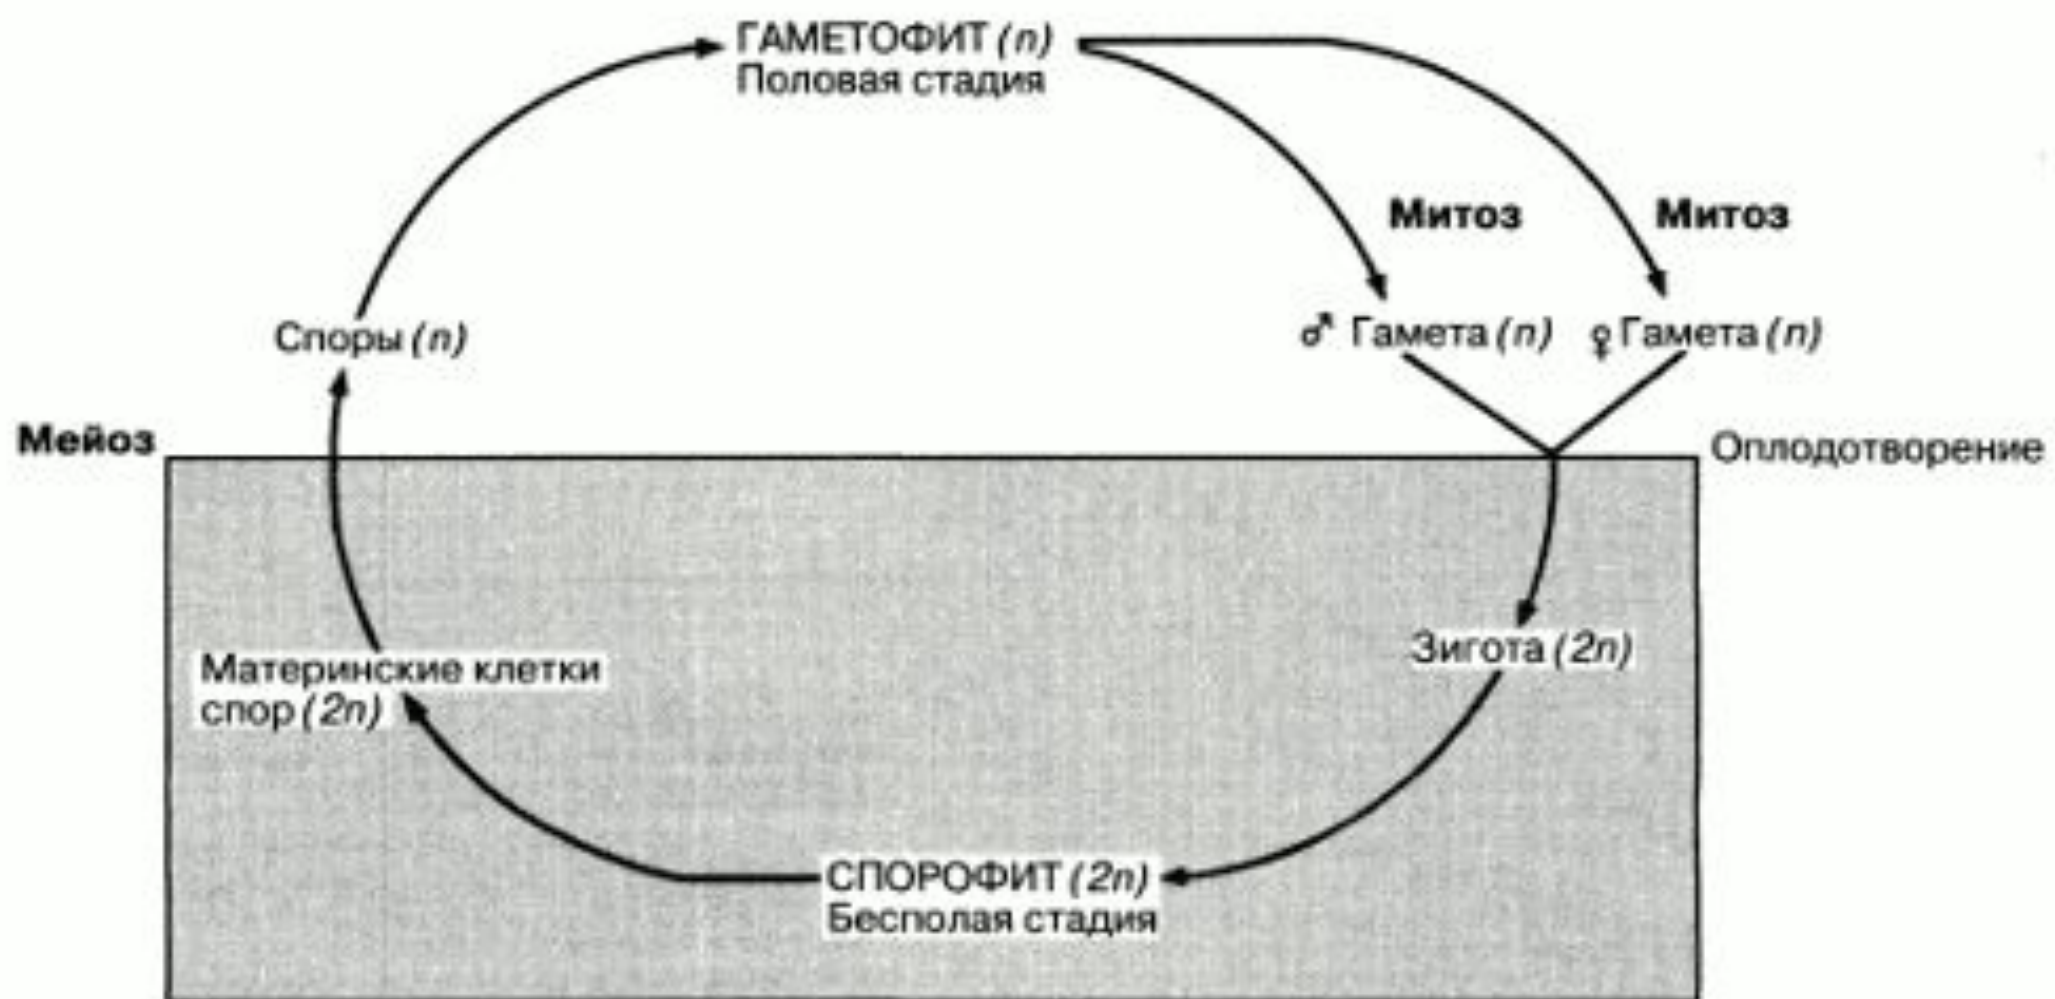 ГАМЕТОФИТ (n)
Половая стадия
Митоз
Митоз
Споры (n)
♂ Гамета (n)
♀ Гамета (n)
Мейоз
Оплодотворение
Зигота (2n)
Материнские клетки
спор (2n)
СПОРОФИТ (2n)
Бесполая стадия